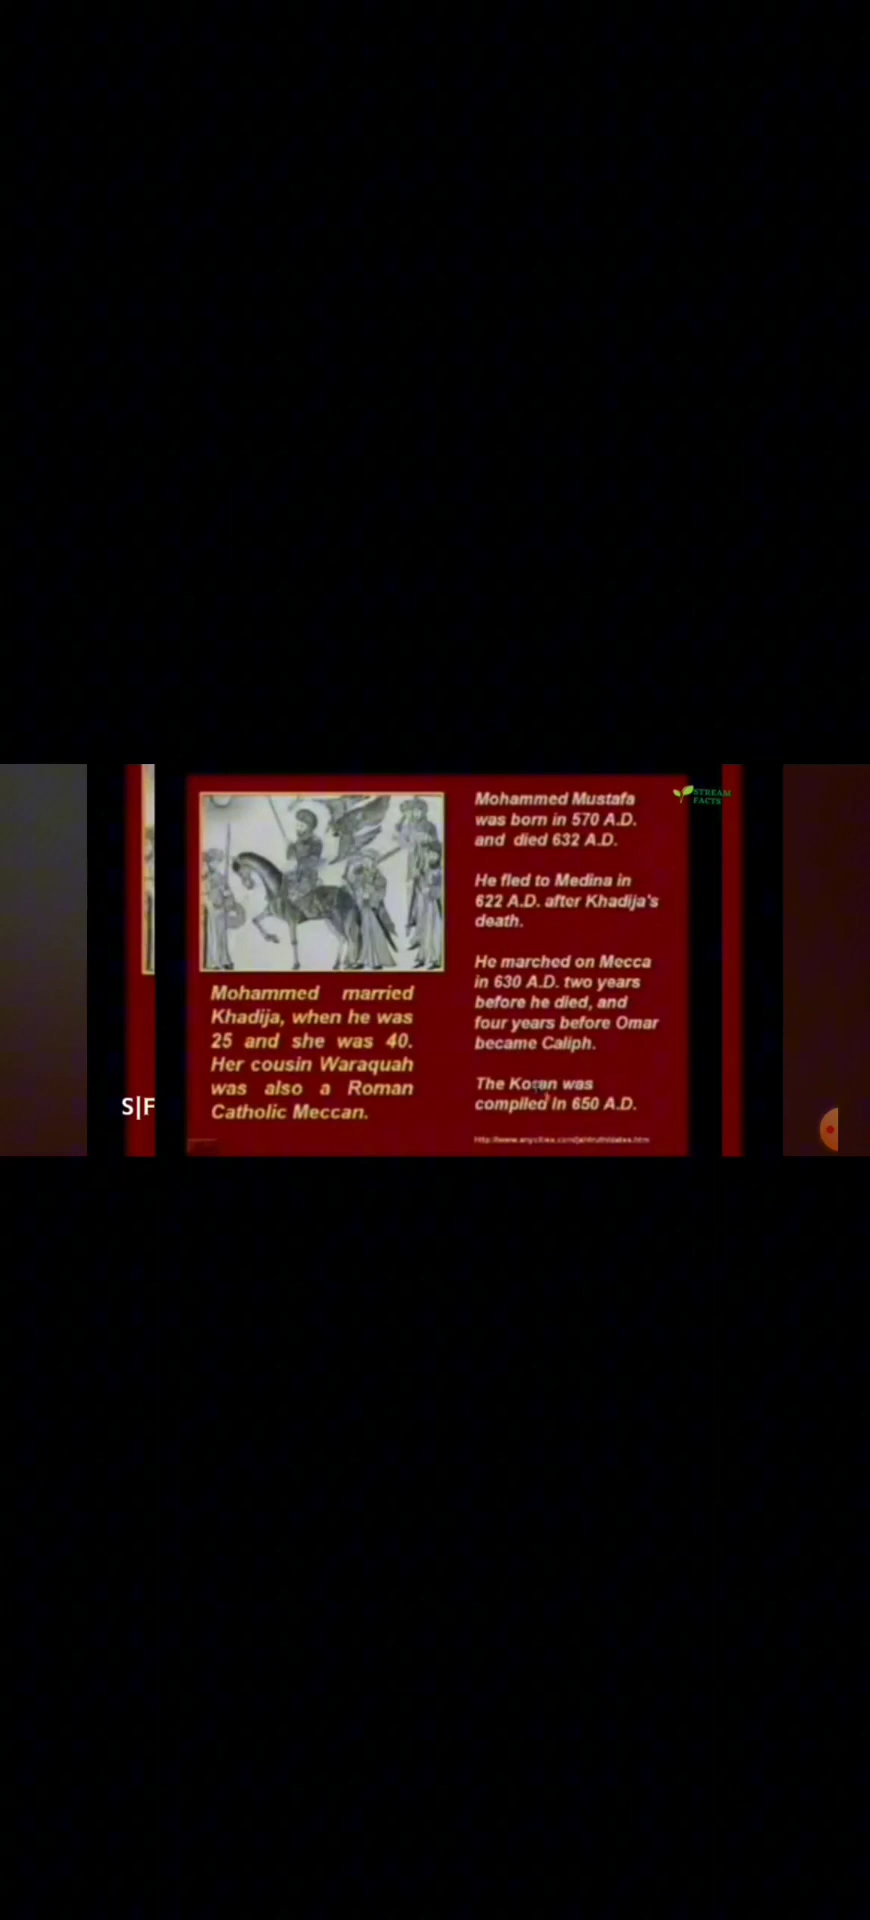 Mohammed married
Khadija, when he was
25 and she was 40.
Her cousin Waraquah
was also a Roman
Catholic Meccan.
Mohammed Mustafa
was born in 570 A.D.
and died 632 A.D.
He fled to Medina in
622 A.D. after Khadija's
death.
He marched on Mecca
in 630 A.D. two years
before he died, and
four years before Omar
became Caliph.
The Koran was
compiled in 650 A.D.
STREAM
FACTS
S|F